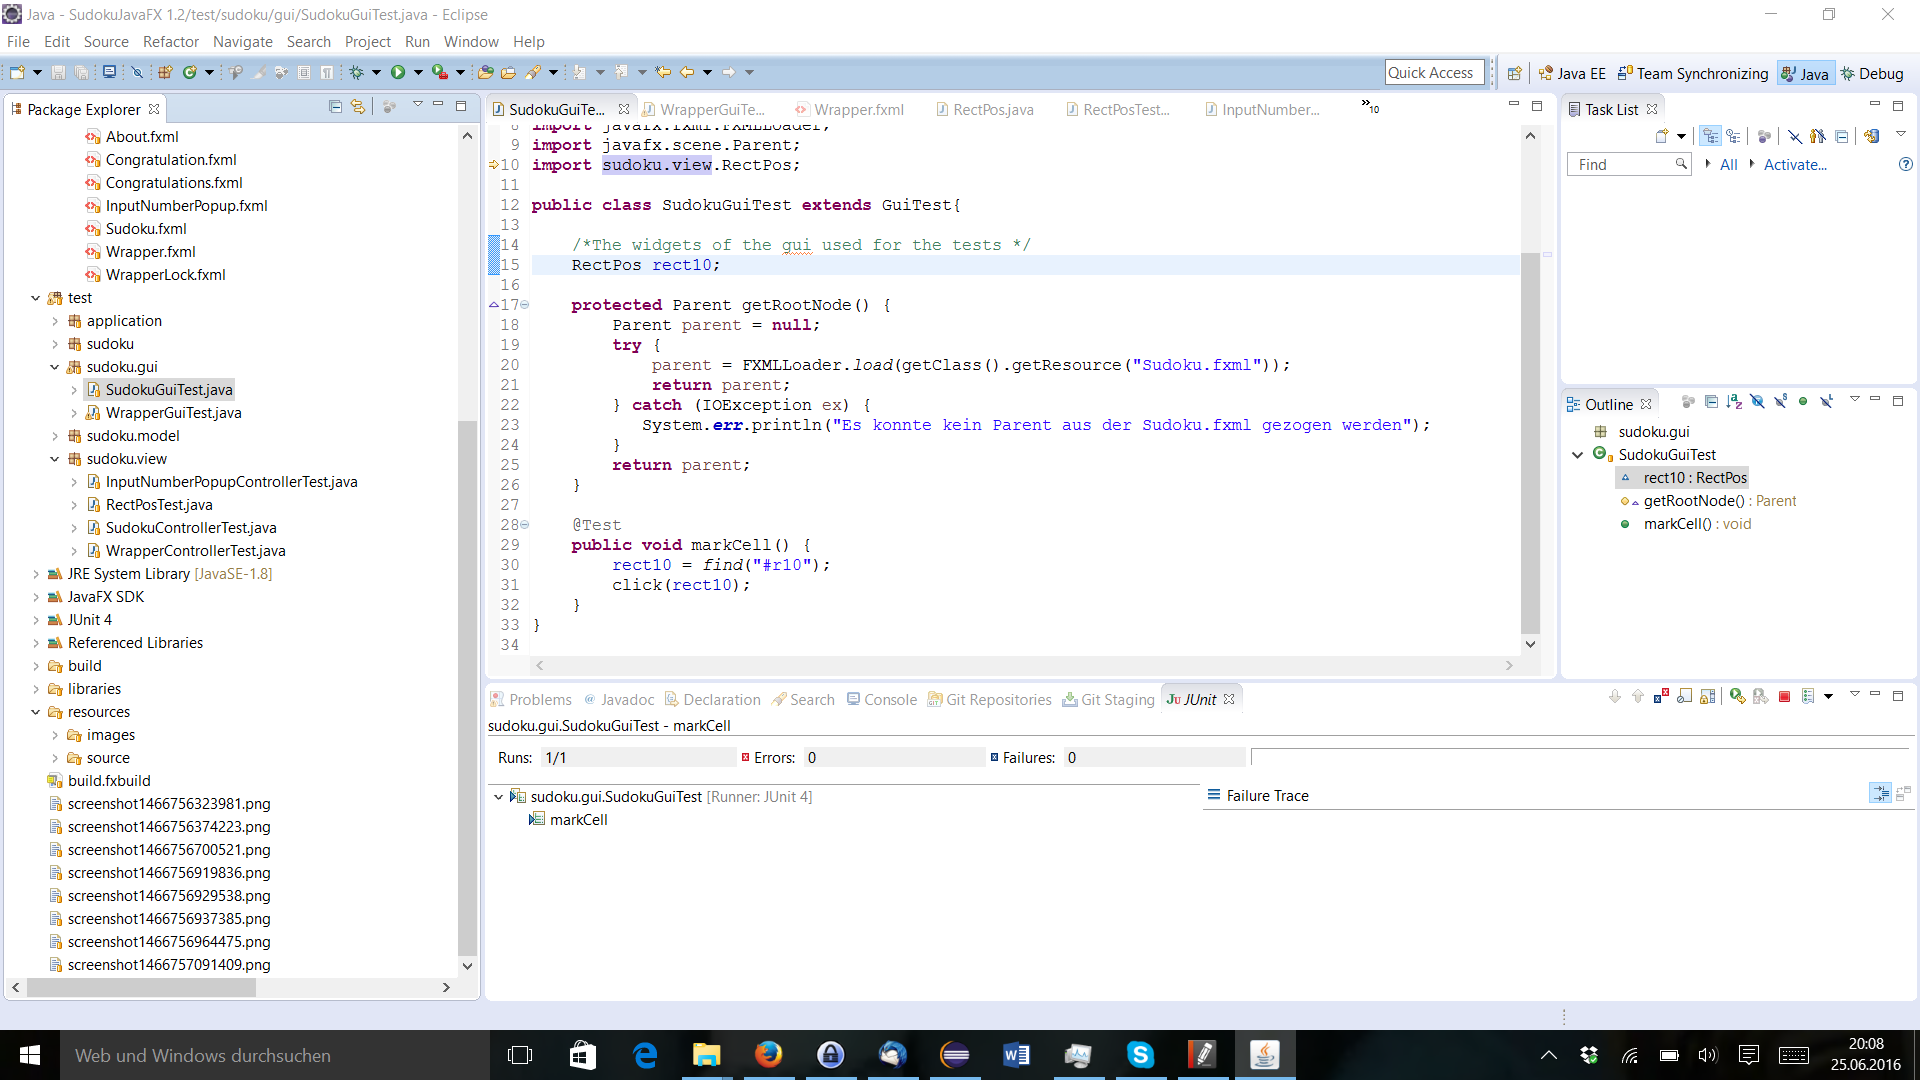 Java - SudokuJavaFX 1.2/test/sudoku/gui/SudokuGuiTest.java - Eclipse
File Edit Source Refactor Navigate Search Project Run Window Help
Quick Access
Java EE Team Synchronizing Java Debug
Package Explorer
About.fxml
Congratulation.fxml
Congratulations.fxml
InputNumberPopup.fxml
Sudoku.fxml
Wrapper.fxml
WrapperLock.fxml
test
application
sudoku
sudoku.gui
SudokuGuiTest.java
WrapperGuiTest.java
sudoku.model
sudoku.view
InputNumberPopupControllerTest.java
RectPosTest.java
SudokuControllerTest.java
WrapperControllerTest.java
JRE System Library [JavaSE-1.8]
JavaFX SDK
JUnit 4
Referenced Libraries
build
libraries
resources
images
source
build.fxbuild
screenshot1466756323981.png
screenshot1466756374223.png
screenshot1466756700521.png
screenshot1466756919836.png
screenshot1466756929538.png
screenshot1466756937385.png
screenshot1466756964475.png
screenshot1466757091409.png
SudokuGuiTe... WrapperGuiTe... Wrapper.fxml RectPos.java RectPosTest... InputNumber... »10
8 import javafx.fxml.FXMLLoader;
9 import javafx.scene.Parent;
10 import sudoku.view.RectPos;
11
12 public class SudokuGuiTest extends GuiTest{
13
14 /*The widgets of the gui used for the tests */
15 RectPos rect10;
16
17 protected Parent getRootNode() {
18 Parent parent = null;
19 try {
20 parent = FXMLLoader.load(getClass().getResource("Sudoku.fxml"));
21 return parent;
22 } catch (IOException ex) {
23 System.err.println("Es konnte kein Parent aus der Sudoku.fxml gezogen werden");
24 }
25 return parent;
26 }
27
28 @Test
29 public void markCell() {
30 rect10 = find("#r10");
31 click(rect10);
32 }
33 }
34
Problems Javadoc Declaration Search Console Git Repositories Git Staging JUnit
sudoku.gui.SudokuGuiTest - markCell
Runs: 1/1 Errors: 0 Failures: 0
sudoku.gui.SudokuGuiTest [Runner: JUnit 4]
markCell
Failure Trace
Task List
Find All Activate...
Outline
sudoku.gui
SudokuGuiTest
rect10 : RectPos
getRootNode() : Parent
markCell() : void
Web und Windows durchsuchen
20:08
25.06.2016